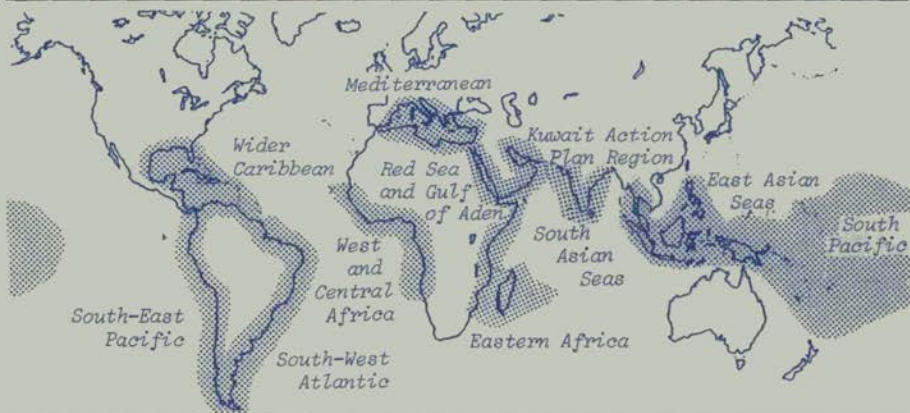 Mediterranean
Wider
Caribbean
Kuwait Action
Plan Region
Red Sea
and Gulf
of Aden
East Asian
Seas
South
Pacific
South
Asian
Seas
West
and
Central
Africa
South-East
Pacific
Eastern Africa
South-West
Atlantic